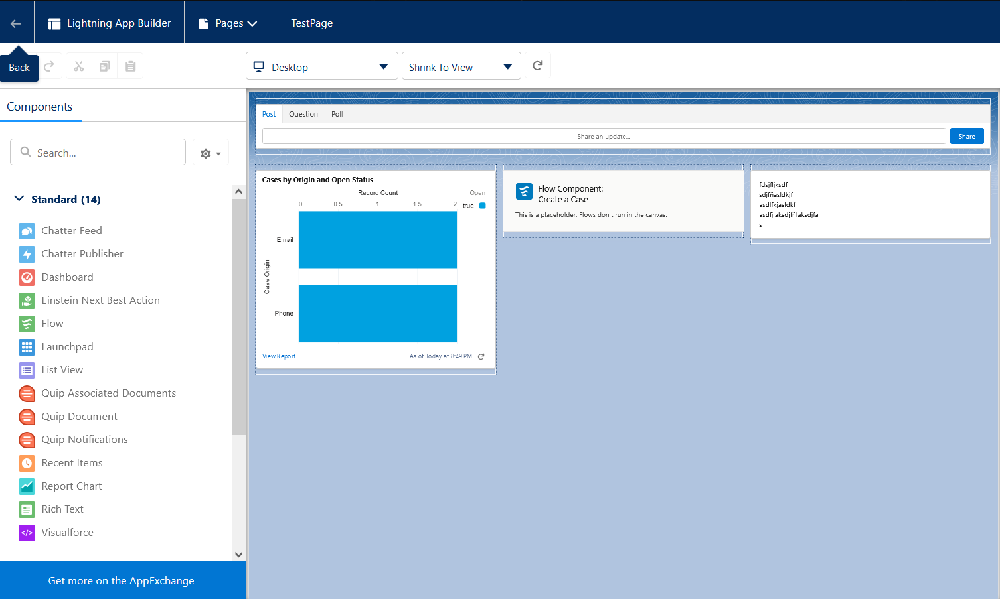 Lightning App Builder
Pages
TestPage
Back
Desktop
Shrink To View
Components
Search...
Standard (14)
Chatter Feed
Chatter Publisher
Dashboard
Einstein Next Best Action
Flow
Launchpad
List View
Quip Associated Documents
Quip Document
Quip Notifications
Recent Items
Report Chart
Rich Text
Visualforce
Get more on the AppExchange
Post Question Poll
Share an update...
Share
Cases by Origin and Open Status
Record Count
Open
0 0.5 1 1.5 2
true
Email
Case Origin
Phone
View Report
As of Today at 8:49 PM
Flow Component:
Create a Case
This is a placeholder. Flows don't run in the canvas.
fdsjfljksdf
sdjfñasldkjf
asdlfkjasldkf
asdfjlaksdjfñlaksdjfa
s